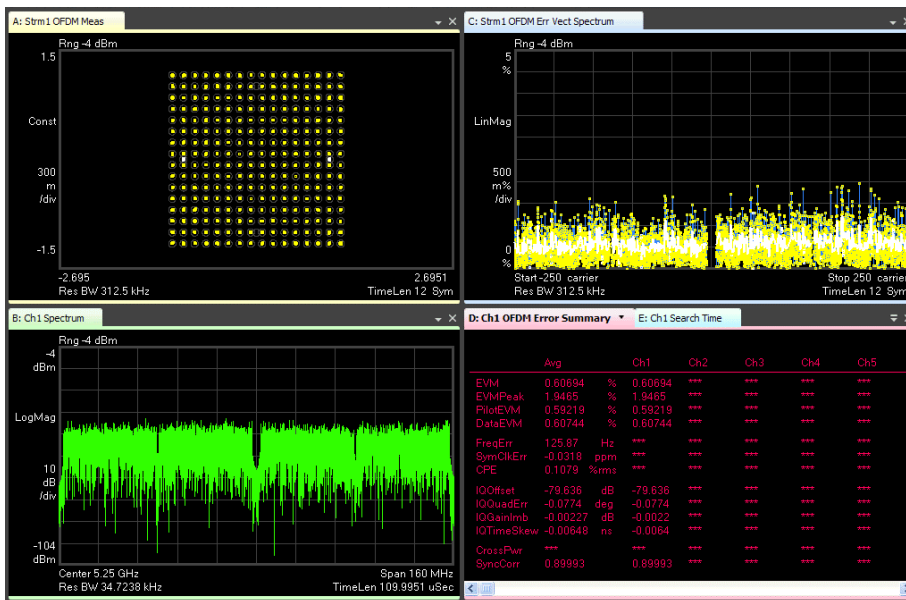 A: Strm1 OFDM Meas
Rng -4 dBm
1.5
Const
300
m
/div
-1.5
-2.695 2.6951
Res BW 312.5 kHz TimeLen 12 Sym
C: Strm1 OFDM Err Vect Spectrum
Rng -4 dBm
5
%
LinMag
500
m%
/div
0
%
Start -250 carrier Stop 250 carrier
Res BW 312.5 kHz TimeLen 12 Sym
B: Ch1 Spectrum
Rng -4 dBm
-4
dBm
LogMag
10
dB
/div
-104
dBm
Center 5.25 GHz Span 160 MHz
Res BW 34.7238 kHz TimeLen 109.9951 uSec
D: Ch1 OFDM Error Summary E: Ch1 Search Time
Avg Ch1 Ch2 Ch3 Ch4 Ch5
EVM 0.60694 % 0.60694 *** *** *** ***
EVMPeak 1.9465 % 1.9465 *** *** *** ***
PilotEVM 0.59219 % 0.59219 *** *** *** ***
DataEVM 0.60744 % 0.60744 *** *** *** ***
FreqErr 125.87 Hz *** *** *** *** ***
SymClkErr -0.0318 ppm *** *** *** *** ***
CPE 0.1079 %rms *** *** *** *** ***
IQOffset -79.636 dB -79.636 *** *** *** ***
IQQuadErr -0.0774 deg -0.0774 *** *** *** ***
IQGainImb -0.00227 dB -0.0022 *** *** *** ***
IQTimeSkew -0.00648 ns -0.0064 *** *** *** ***
CrossPwr *** *** *** *** *** ***
SyncCorr 0.89993 0.89993 *** *** *** ***